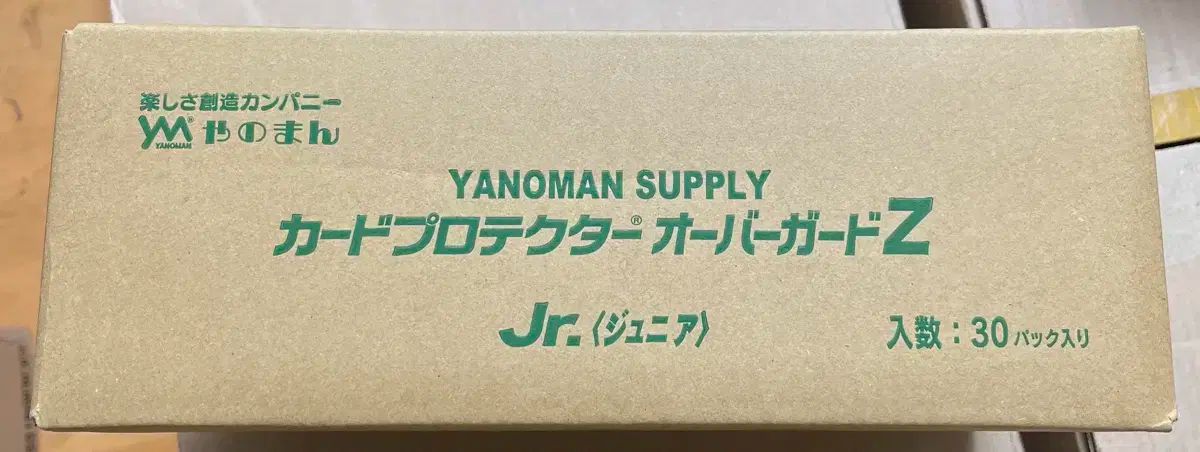 楽しさ創造カンパニー
YM® やのまん
YANOMAN
YANOMAN SUPPLY
カードプロテクター® オーバーガードZ
Jr.〈ジュニア〉
入数：30パック入り